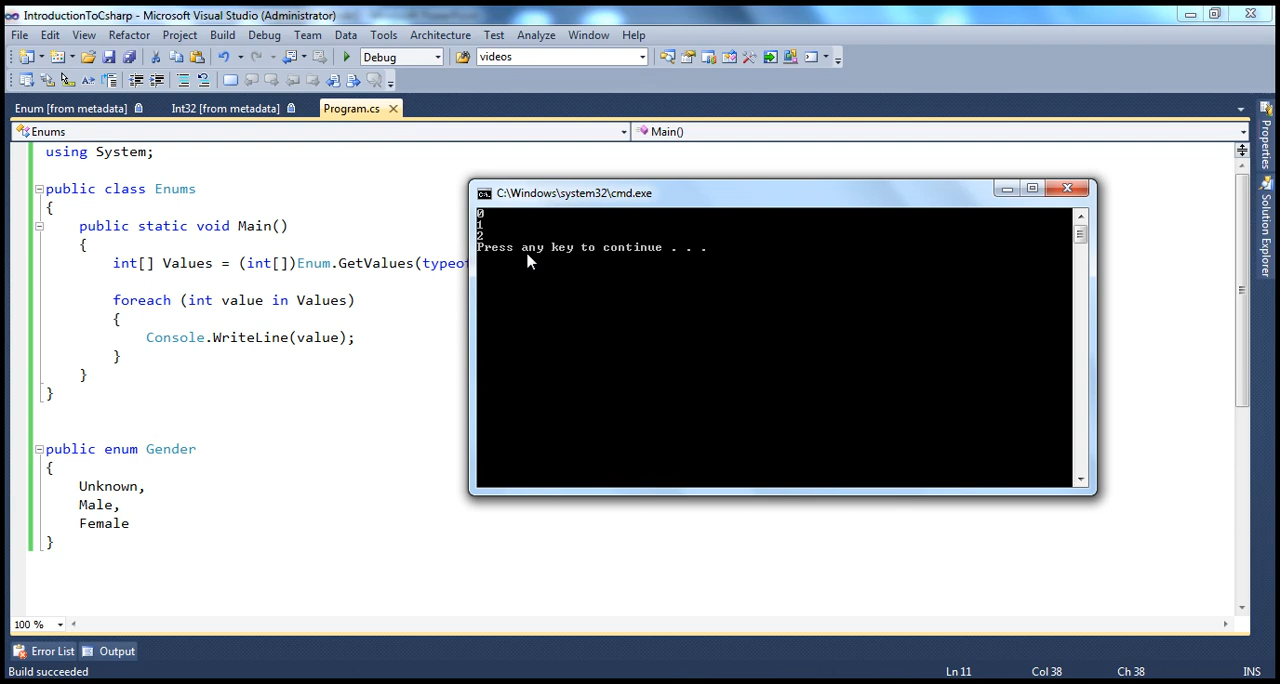 IntroductionToCsharp - Microsoft Visual Studio (Administrator)
File Edit View Refactor Project Build Debug Team Data Tools Architecture Test Analyze Window Help
Debug videos
Enum [from metadata] Int32 [from metadata] Program.cs
Enums Main()
using System;
public class Enums
{
public static void Main()
{
int[] Values = (int[])Enum.GetValues(typeof
foreach (int value in Values)
{
Console.WriteLine(value);
}
}
}
public enum Gender
{
Unknown,
Male,
Female
}
C:\Windows\system32\cmd.exe
0
1
2
Press any key to continue . . .
Properties
Solution Explorer
100 %
Error List Output
Build succeeded Ln 11 Col 38 Ch 38 INS